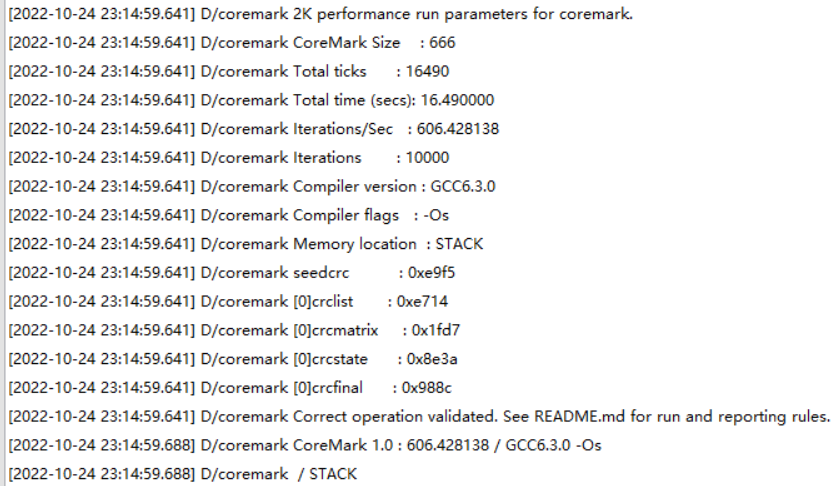 [2022-10-24 23:14:59.641] D/coremark 2K performance run parameters for coremark.
[2022-10-24 23:14:59.641] D/coremark CoreMark Size    : 666
[2022-10-24 23:14:59.641] D/coremark Total ticks      : 16490
[2022-10-24 23:14:59.641] D/coremark Total time (secs): 16.490000
[2022-10-24 23:14:59.641] D/coremark Iterations/Sec   : 606.428138
[2022-10-24 23:14:59.641] D/coremark Iterations       : 10000
[2022-10-24 23:14:59.641] D/coremark Compiler version : GCC6.3.0
[2022-10-24 23:14:59.641] D/coremark Compiler flags   : -Os
[2022-10-24 23:14:59.641] D/coremark Memory location  : STACK
[2022-10-24 23:14:59.641] D/coremark seedcrc          : 0xe9f5
[2022-10-24 23:14:59.641] D/coremark [0]crclist       : 0xe714
[2022-10-24 23:14:59.641] D/coremark [0]crcmatrix     : 0x1fd7
[2022-10-24 23:14:59.641] D/coremark [0]crcstate      : 0x8e3a
[2022-10-24 23:14:59.641] D/coremark [0]crcfinal      : 0x988c
[2022-10-24 23:14:59.641] D/coremark Correct operation validated. See README.md for run and reporting rules.
[2022-10-24 23:14:59.688] D/coremark CoreMark 1.0 : 606.428138 / GCC6.3.0 -Os
[2022-10-24 23:14:59.688] D/coremark  / STACK